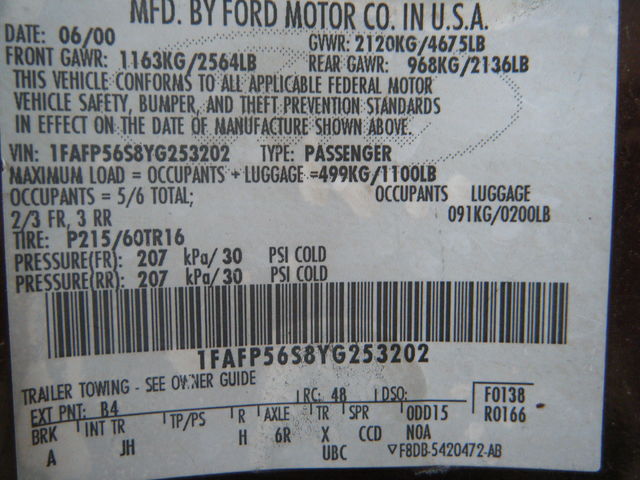 MFD. BY FORD MOTOR CO. IN U.S.A.
DATE: 06/00 GVWR: 2120KG/4675LB
FRONT GAWR: 1163KG/2564LB REAR GAWR: 968KG/2136LB
THIS VEHICLE CONFORMS TO ALL APPLICABLE FEDERAL MOTOR
VEHICLE SAFETY, BUMPER, AND THEFT PREVENTION STANDARDS
IN EFFECT ON THE DATE OF MANUFACTURE SHOWN ABOVE.
VIN: 1FAFP56S8YG253202 TYPE: PASSENGER
MAXIMUM LOAD = OCCUPANTS + LUGGAGE =499KG/1100LB
OCCUPANTS = 5/6 TOTAL; OCCUPANTS LUGGAGE
2/3 FR, 3 RR 091KG/0200LB
TIRE: P215/60TR16
PRESSURE(FR): 207 kPa/ 30 PSI COLD
PRESSURE(RR): 207 kPa/ 30 PSI COLD
1FAFP56S8YG253202
TRAILER TOWING - SEE OWNER GUIDE
EXT PNT: B4 RC: 48 DSO: F0138
BRK INT TR TP/PS R AXLE TR SPR 0DD15 R0166
A JH H 6R X CCD NOA
UBC F8DB-5420472-AB